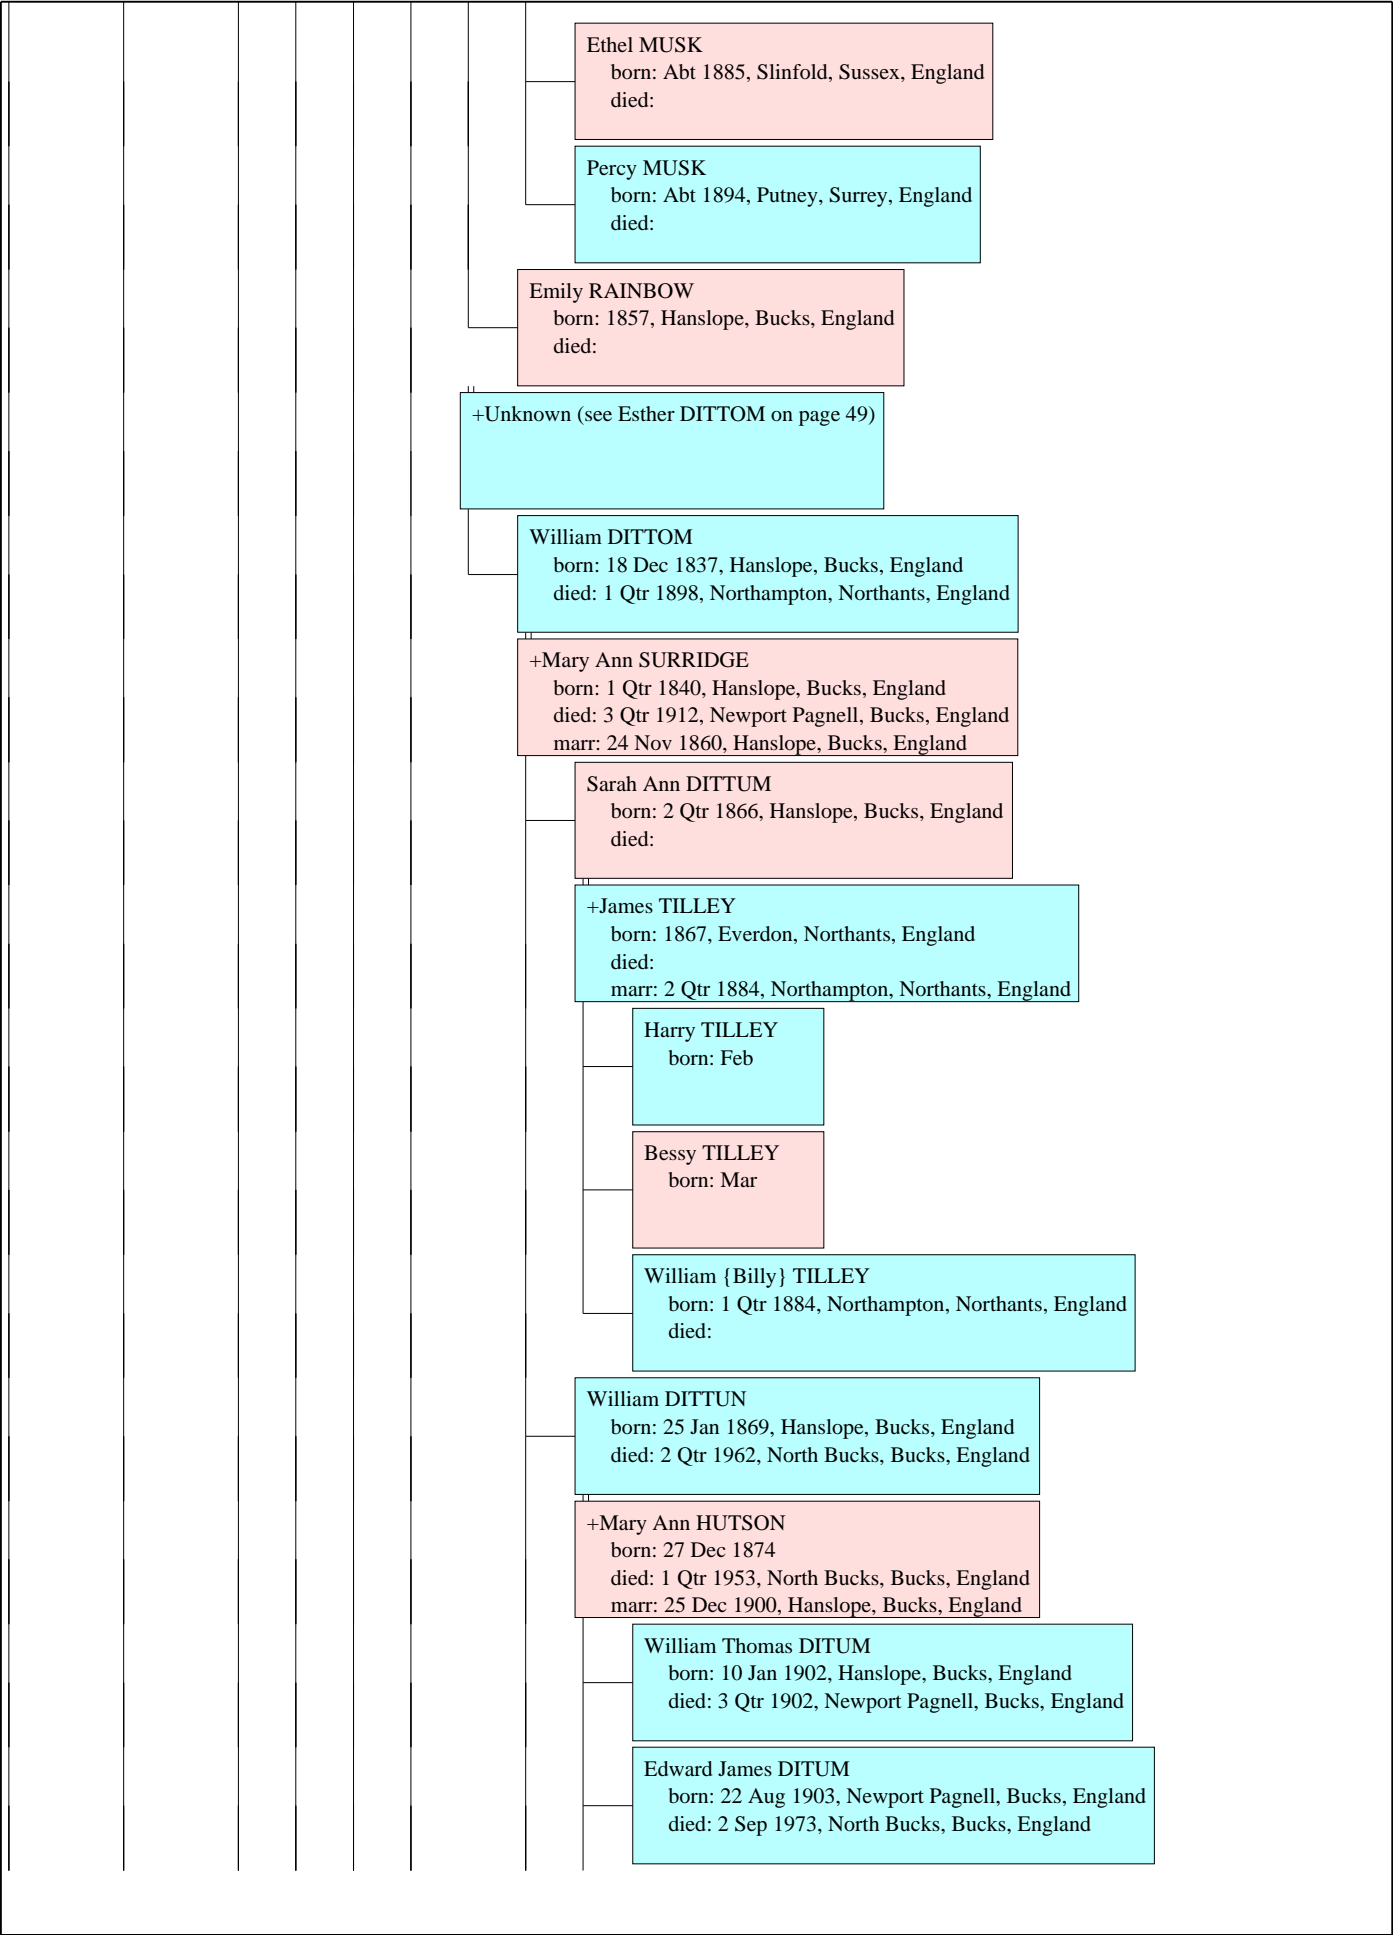 Ethel MUSK
born: Abt 1885, Slinfold, Sussex, England
died:
Percy MUSK
born: Abt 1894, Putney, Surrey, England
died:
Emily RAINBOW
born: 1857, Hanslope, Bucks, England
died:
+Unknown (see Esther DITTOM on page 49)
William DITTOM
born: 18 Dec 1837, Hanslope, Bucks, England
died: 1 Qtr 1898, Northampton, Northants, England
+Mary Ann SURRIDGE
born: 1 Qtr 1840, Hanslope, Bucks, England
died: 3 Qtr 1912, Newport Pagnell, Bucks, England
marr: 24 Nov 1860, Hanslope, Bucks, England
Sarah Ann DITTUM
born: 2 Qtr 1866, Hanslope, Bucks, England
died:
+James TILLEY
born: 1867, Everdon, Northants, England
died:
marr: 2 Qtr 1884, Northampton, Northants, England
Harry TILLEY
born: Feb
Bessy TILLEY
born: Mar
William {Billy} TILLEY
born: 1 Qtr 1884, Northampton, Northants, England
died:
William DITTUN
born: 25 Jan 1869, Hanslope, Bucks, England
died: 2 Qtr 1962, North Bucks, Bucks, England
+Mary Ann HUTSON
born: 27 Dec 1874
died: 1 Qtr 1953, North Bucks, Bucks, England
marr: 25 Dec 1900, Hanslope, Bucks, England
William Thomas DITUM
born: 10 Jan 1902, Hanslope, Bucks, England
died: 3 Qtr 1902, Newport Pagnell, Bucks, England
Edward James DITUM
born: 22 Aug 1903, Newport Pagnell, Bucks, England
died: 2 Sep 1973, North Bucks, Bucks, England